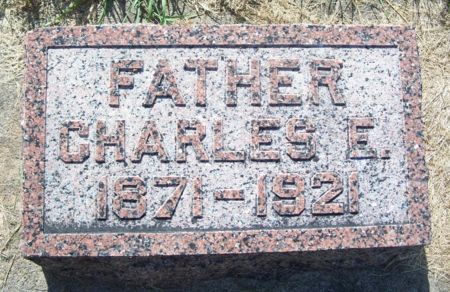 FATHER
CHARLES E.
1871-1921